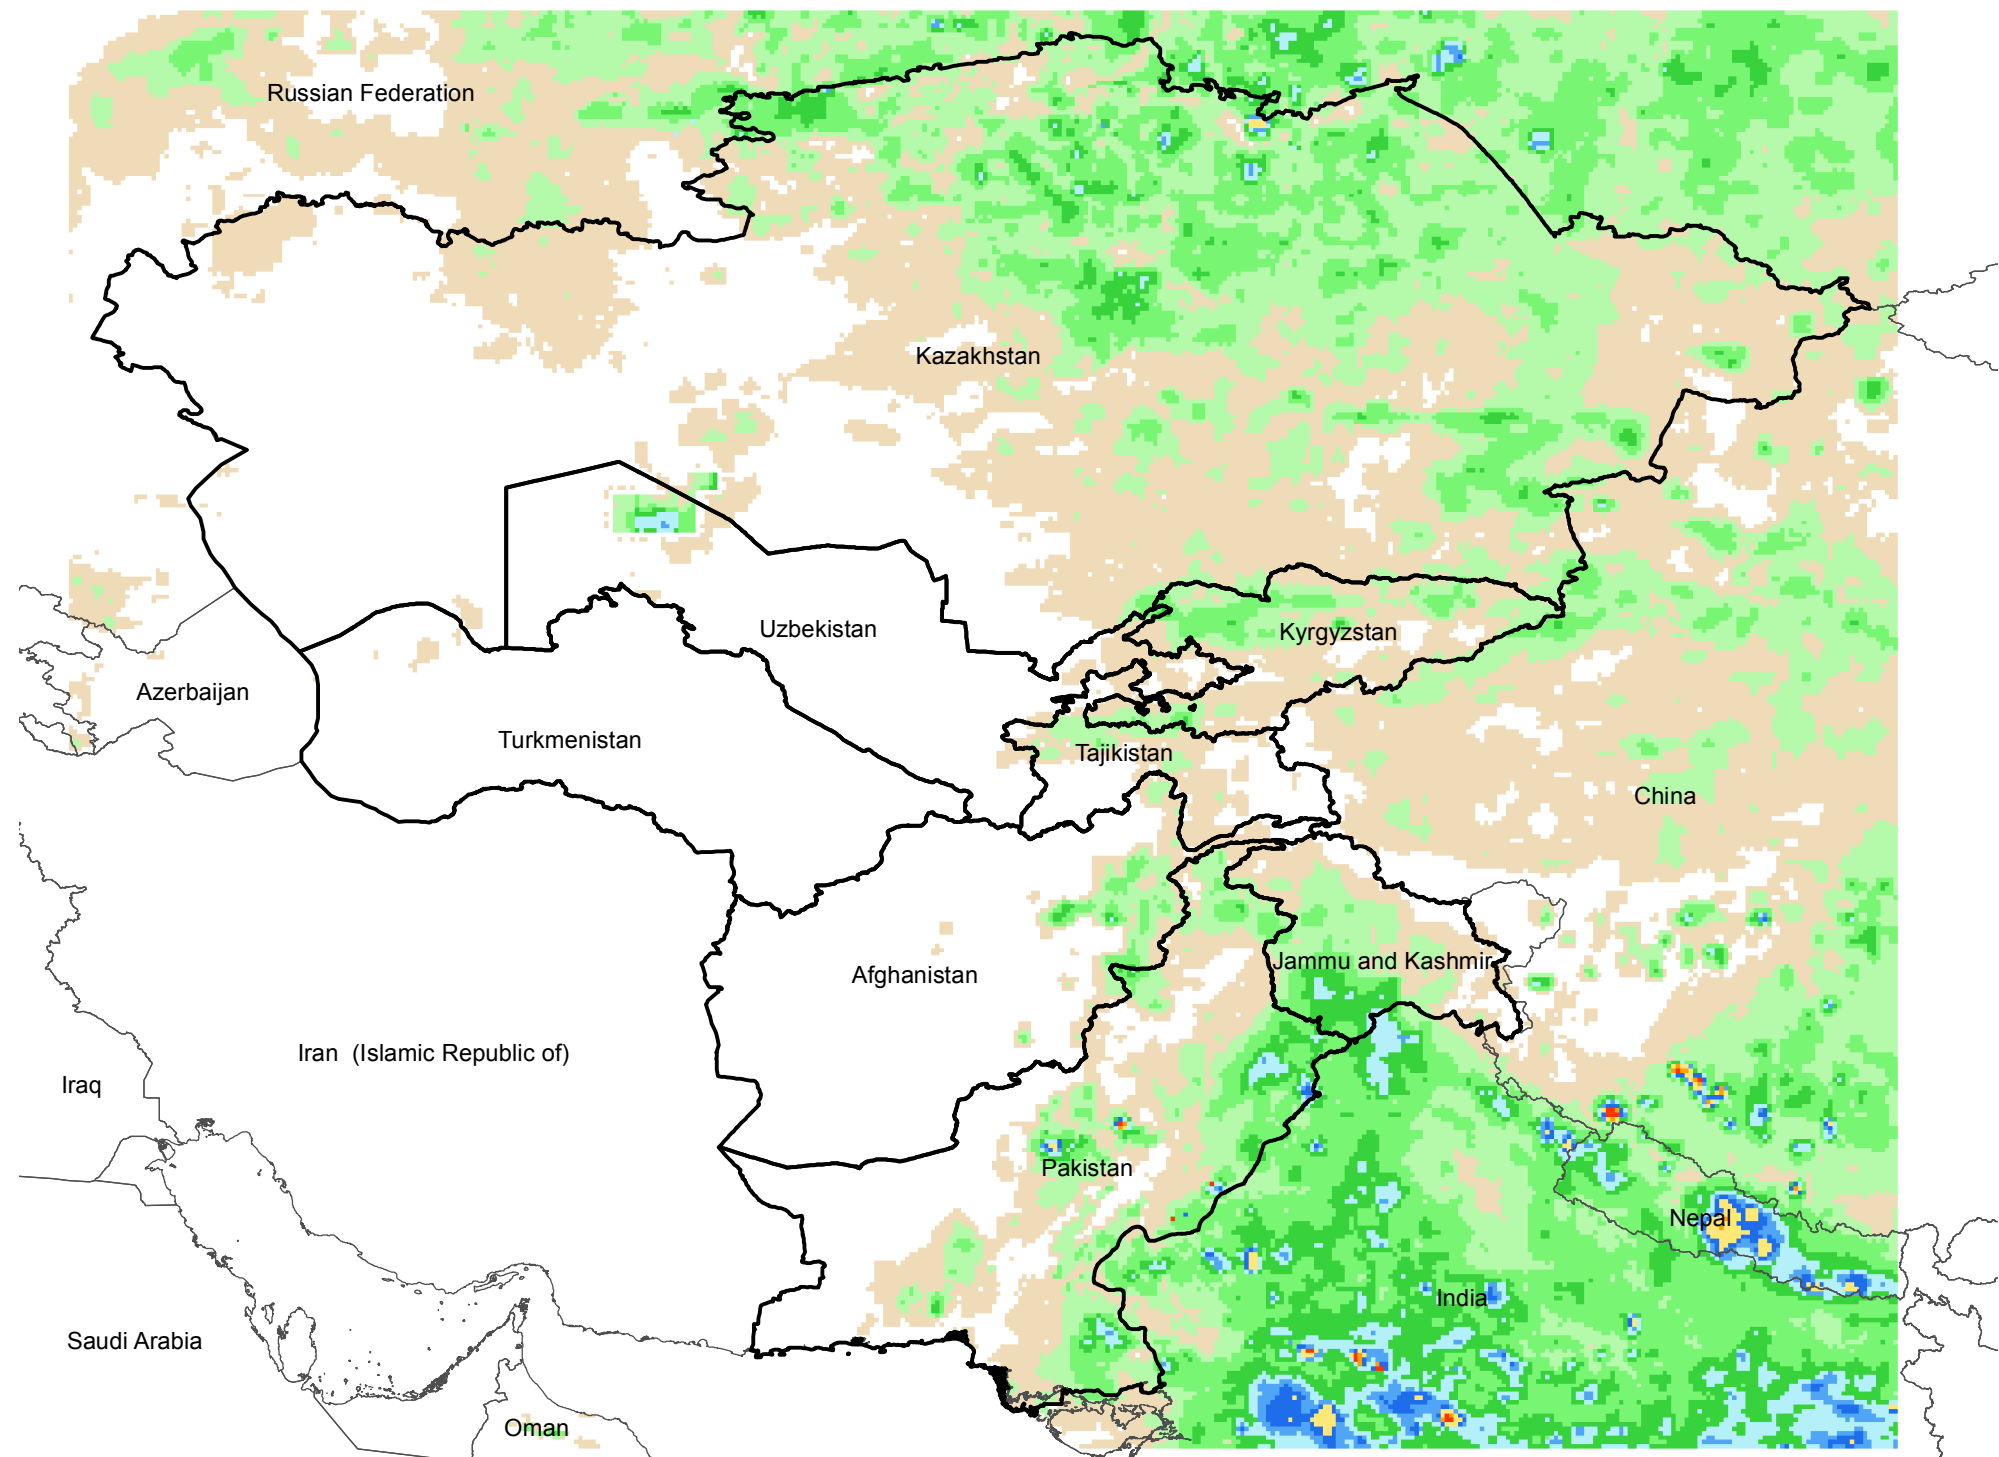 Russian Federation
Kazakhstan
Uzbekistan
Kyrgyzstan
Azerbaijan
Turkmenistan
Tajikistan
China
Jammu and Kashmir
Afghanistan
Iran  (Islamic Republic of)
Iraq
Pakistan
Nepal
India
Saudi Arabia
Oman